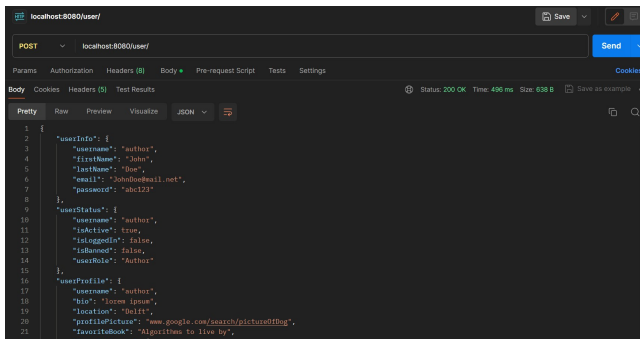 HTTP localhost:8080/user/ Save
POST localhost:8080/user/ Send
Params Authorization Headers (8) Body Pre-request Script Tests Settings Cookies
Body Cookies Headers (5) Test Results Status: 200 OK Time: 496 ms Size: 638 B Save as example
Pretty Raw Preview Visualize JSON
1 {
2 "userInfo": {
3 "username": "author",
4 "firstName": "John",
5 "lastName": "Doe",
6 "email": "JohnDoe@mail.net",
7 "password": "abc123"
8 },
9 "userStatus": {
10 "username": "author",
11 "isActive": true,
12 "isLoggedIn": false,
13 "isBanned": false,
14 "userRole": "Author"
15 },
16 "userProfile": {
17 "username": "author",
18 "bio": "lorem ipsum",
19 "location": "Delft",
20 "profilePicture": "www.google.com/search/pictureOfDog",
21 "favoriteBook": "Algorithms to live by",